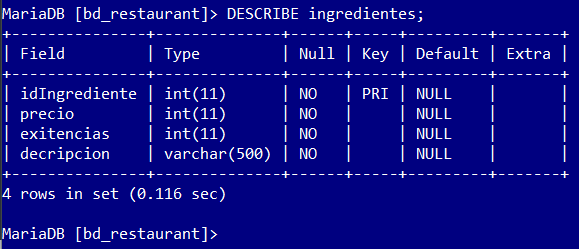 MariaDB [bd_restaurant]> DESCRIBE ingredientes;
+---------------+--------------+------+-----+---------+-------+
| Field         | Type         | Null | Key | Default | Extra |
+---------------+--------------+------+-----+---------+-------+
| idIngrediente | int(11)      | NO   | PRI | NULL    |       |
| precio        | int(11)      | NO   |     | NULL    |       |
| exitencias    | int(11)      | NO   |     | NULL    |       |
| decripcion    | varchar(500) | NO   |     | NULL    |       |
+---------------+--------------+------+-----+---------+-------+
4 rows in set (0.116 sec)
MariaDB [bd_restaurant]>